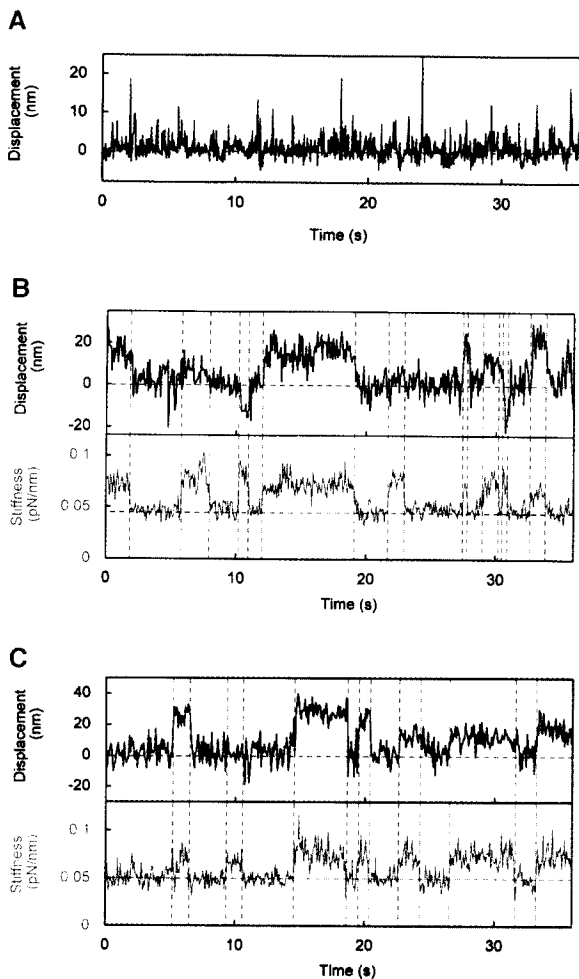 A
Displacement
(nm)
20
10
0
0
10
20
30
Time (s)
B
Displacement
(nm)
20
0
-20
Stiffness
(pN/nm)
0 1
0 05
0
0
10
20
30
Time (s)
C
Displacement
(nm)
40
20
0
-20
Stiffness
(pN/nm)
0 1
0 05
0
0
10
20
30
Time (s)